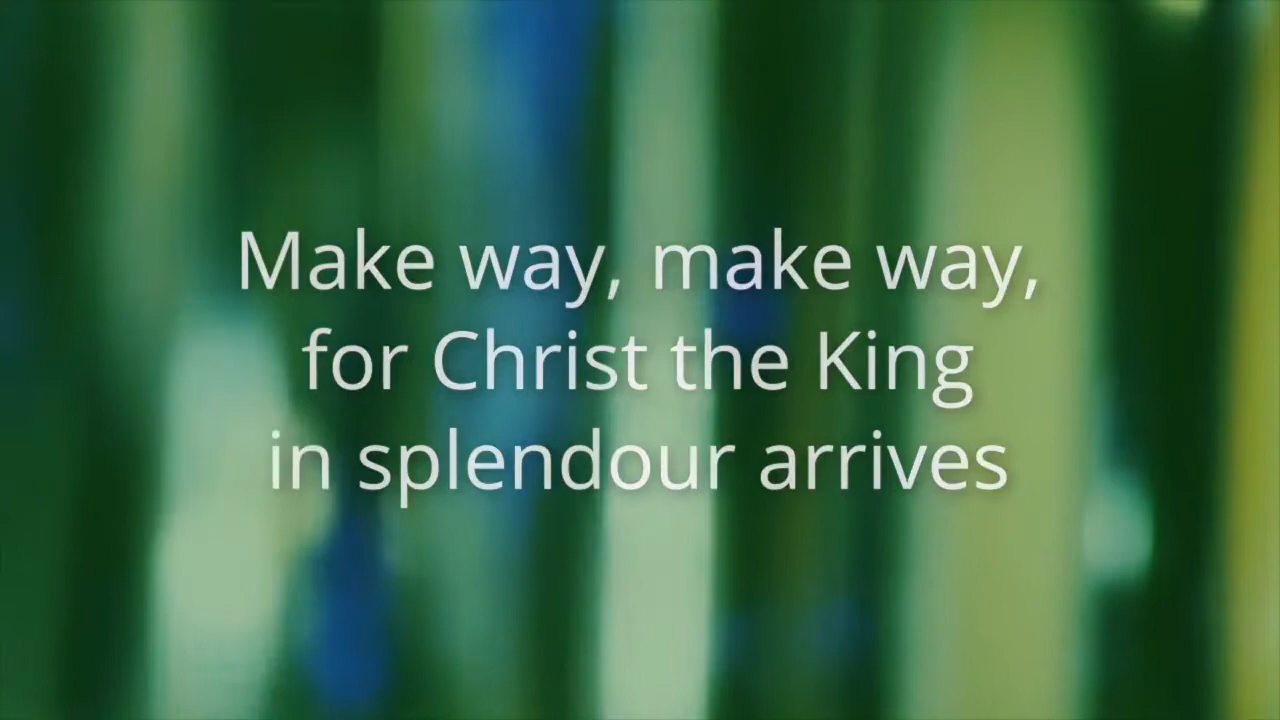 Make way, make way,
for Christ the King
in splendour arrives